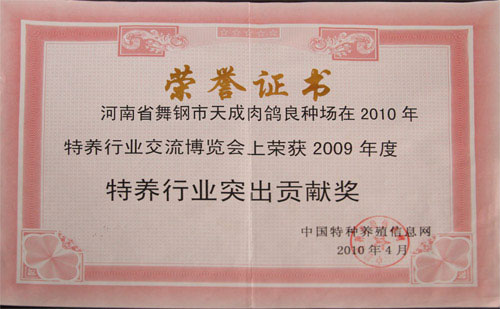 荣誉证书
河南省舞钢市天成肉鸽良种场在2010年
特养行业交流博览会上荣获2009年度
特养行业突出贡献奖
中国特种养殖信息网
2010年4月